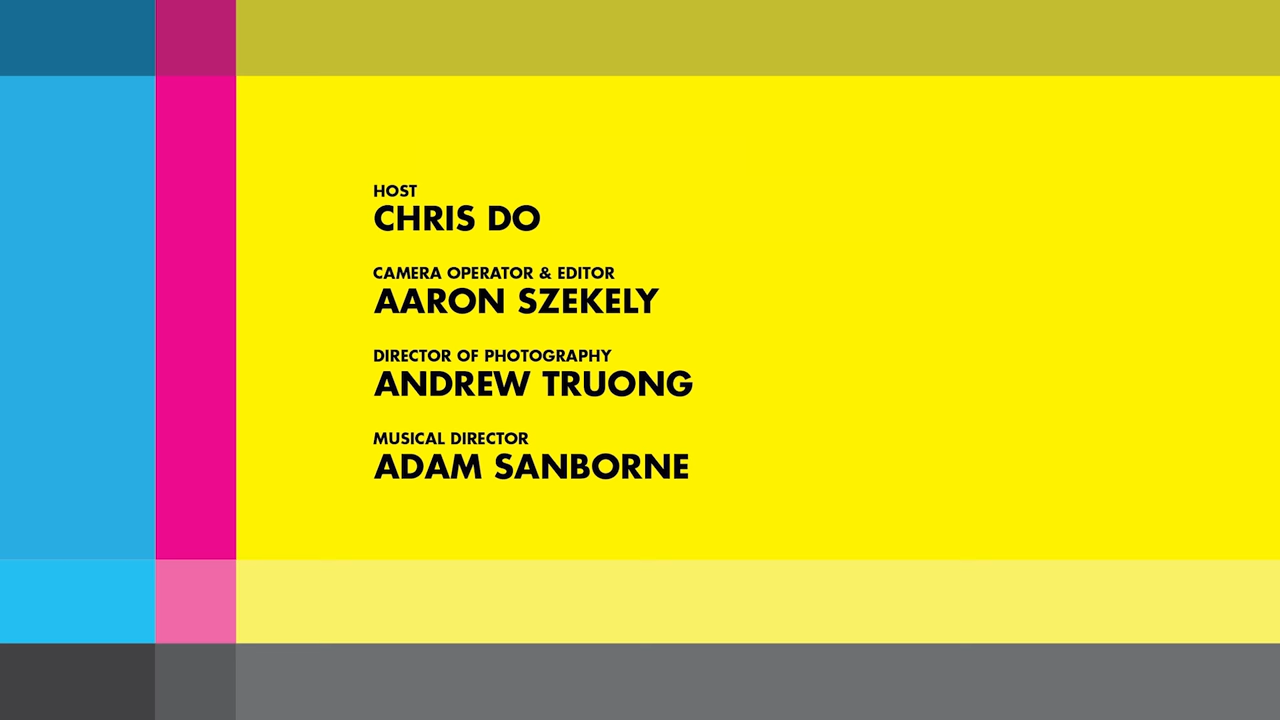 HOST
CHRIS DO
CAMERA OPERATOR & EDITOR
AARON SZEKELY
DIRECTOR OF PHOTOGRAPHY
ANDREW TRUONG
MUSICAL DIRECTOR
ADAM SANBORNE